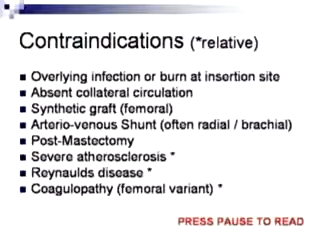 Contraindications (*relative)
Overlying infection or burn at insertion site
Absent collateral circulation
Synthetic graft (femoral)
Arterio-venous Shunt (often radial / brachial)
Post-Mastectomy
Severe atherosclerosis *
Reynaulds disease *
Coagulopathy (femoral variant) *
PRESS PAUSE TO READ